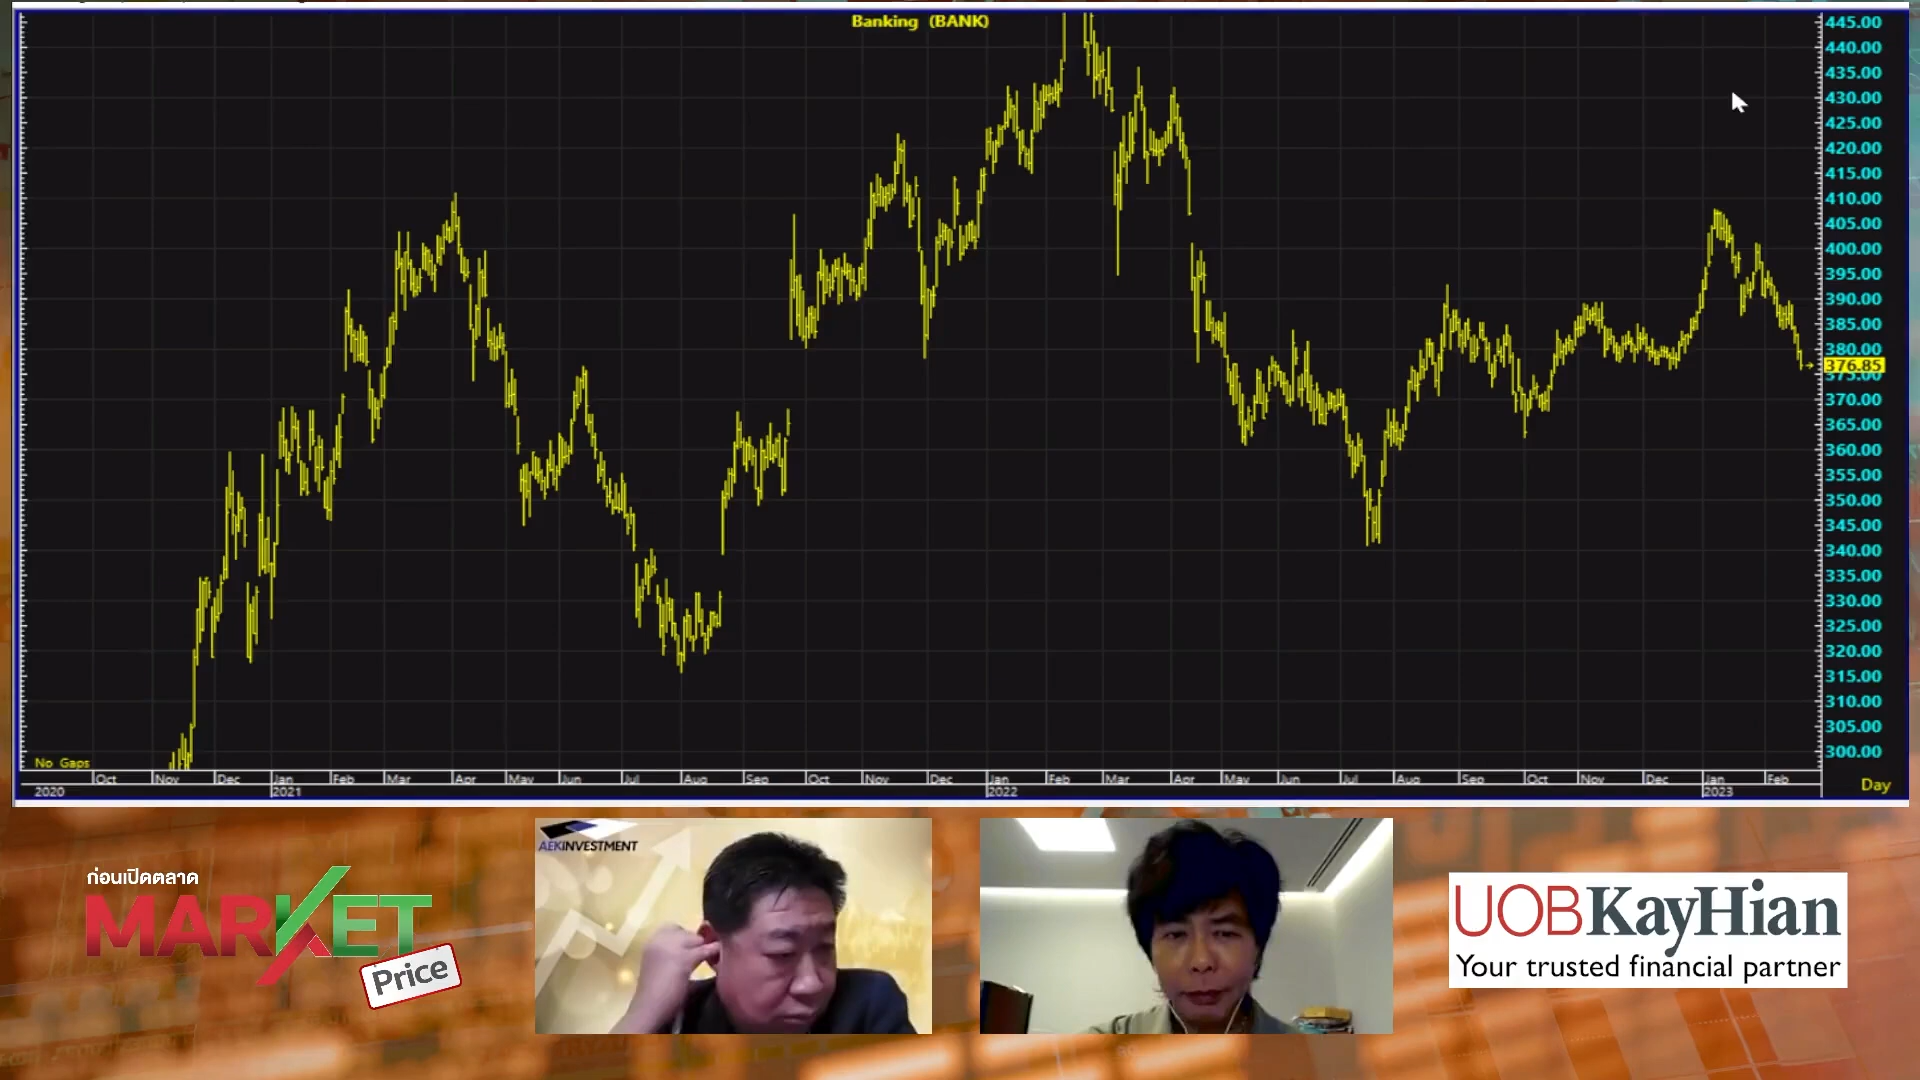 Banking (BANK)
445.00
440.00
435.00
430.00
425.00
420.00
415.00
410.00
405.00
400.00
395.00
390.00
385.00
380.00
376.85
375.00
370.00
365.00
360.00
355.00
350.00
345.00
340.00
335.00
330.00
325.00
320.00
315.00
310.00
305.00
300.00
No Gaps
Oct Nov Dec Jan Feb Mar Apr May Jun Jul Aug Sep Oct Nov Dec Jan Feb Mar Apr May Jun Jul Aug Sep Oct Nov Dec Jan Feb
Day
2020 2021 2022 2023
ก่อนเปิดตลาด
MARKET
Price
AEKINVESTMENT
UOBKayHian
Your trusted financial partner